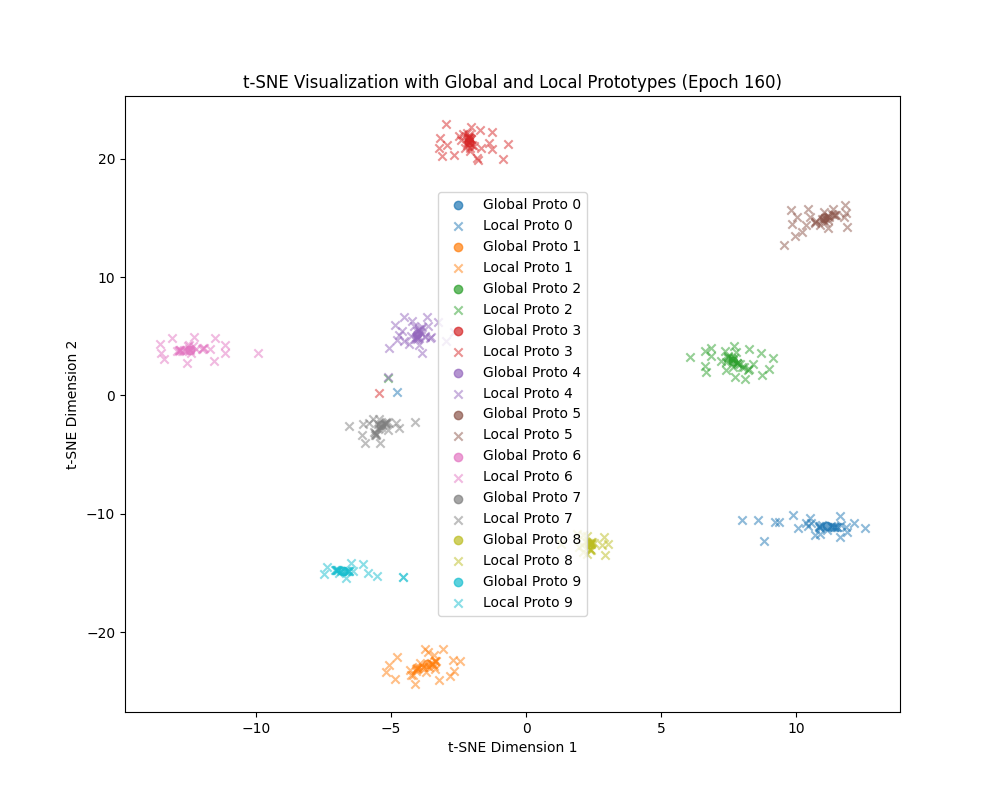 t-SNE Visualization with Global and Local Prototypes (Epoch 160)
20
10
0
−10
−20
t-SNE Dimension 2
Global Proto 0
Local Proto 0
Global Proto 1
Local Proto 1
Global Proto 2
Local Proto 2
Global Proto 3
Local Proto 3
Global Proto 4
Local Proto 4
Global Proto 5
Local Proto 5
Global Proto 6
Local Proto 6
Global Proto 7
Local Proto 7
Global Proto 8
Local Proto 8
Global Proto 9
Local Proto 9
−10
−5
0
5
10
t-SNE Dimension 1